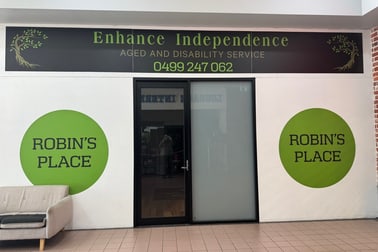 Enhance Independence
AGED AND DISABILITY SERVICE
0499 247 062
ROBIN'S
PLACE
ROBIN'S
PLACE